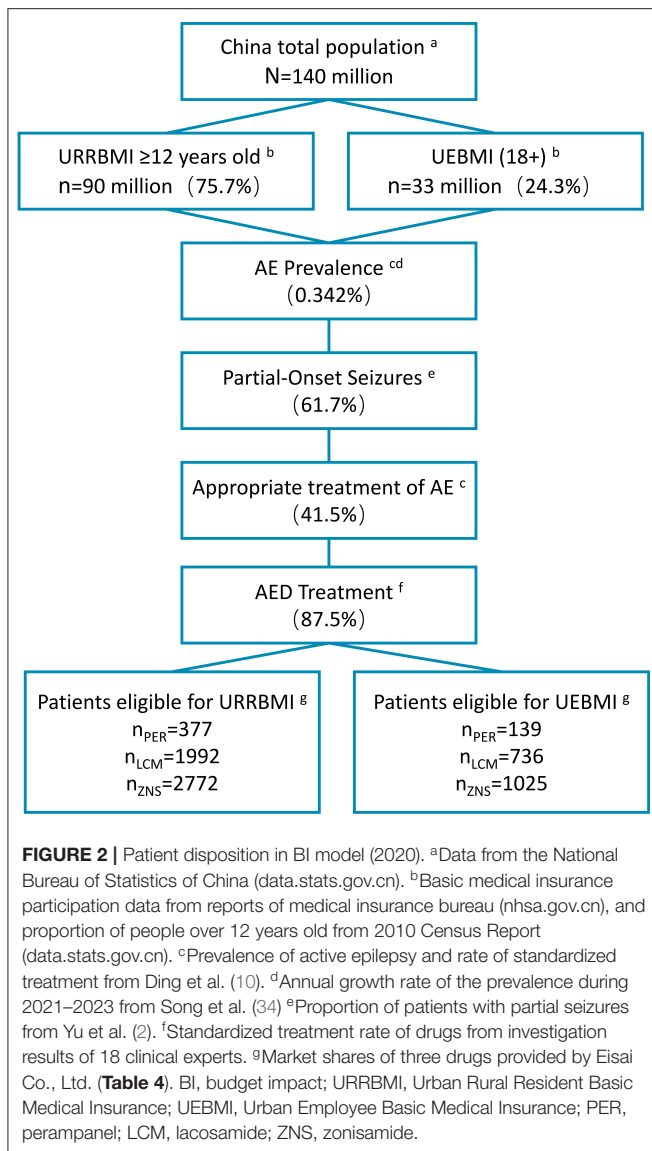 China total population a
N=140 million
URRBMI ≥12 years old b
n=90 million（75.7%）
UEBMI (18+) b
n=33 million（24.3%）
AE Prevalence cd
（0.342%）
Partial-Onset Seizures e
（61.7%）
Appropriate treatment of AE c
（41.5%）
AED Treatment f
（87.5%）
Patients eligible for URRBMI g
nPER=377
nLCM=1992
nZNS=2772
Patients eligible for UEBMI g
nPER=139
nLCM=736
nZNS=1025
FIGURE 2 | Patient disposition in BI model (2020). aData from the National
Bureau of Statistics of China (data.stats.gov.cn). bBasic medical insurance
participation data from reports of medical insurance bureau (nhsa.gov.cn), and
proportion of people over 12 years old from 2010 Census Report
(data.stats.gov.cn). cPrevalence of active epilepsy and rate of standardized
treatment from Ding et al. (10). dAnnual growth rate of the prevalence during
2021–2023 from Song et al. (34) eProportion of patients with partial seizures
from Yu et al. (2). fStandardized treatment rate of drugs from investigation
results of 18 clinical experts. gMarket shares of three drugs provided by Eisai
Co., Ltd. (Table 4). BI, budget impact; URRBMI, Urban Rural Resident Basic
Medical Insurance; UEBMI, Urban Employee Basic Medical Insurance; PER,
perampanel; LCM, lacosamide; ZNS, zonisamide.